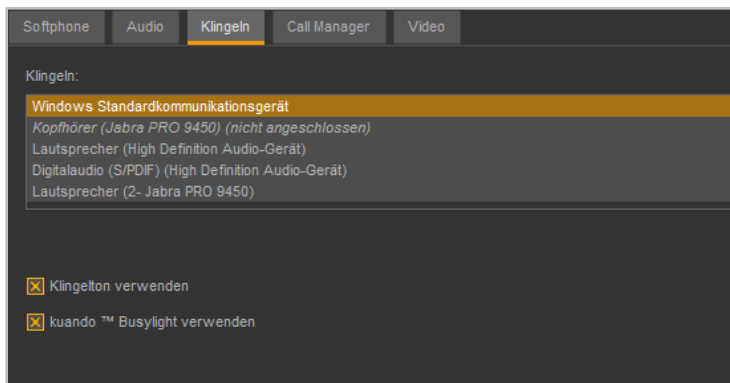 Softphone Audio Klingeln Call Manager Video
Klingeln:
Windows Standardkommunikationsgerät
Kopfhörer (Jabra PRO 9450) (nicht angeschlossen)
Lautsprecher (High Definition Audio-Gerät)
Digitalaudio (S/PDIF) (High Definition Audio-Gerät)
Lautsprecher (2- Jabra PRO 9450)
Klingelton verwenden
kuando ™ Busylight verwenden